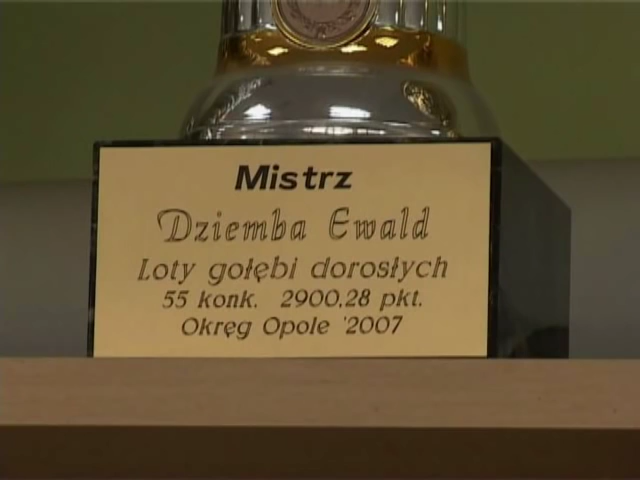 Mistrz
Dziemba Ewald
Loty gołębi dorosłych
55 konk. 2900,28 pkt.
Okręg Opole '2007